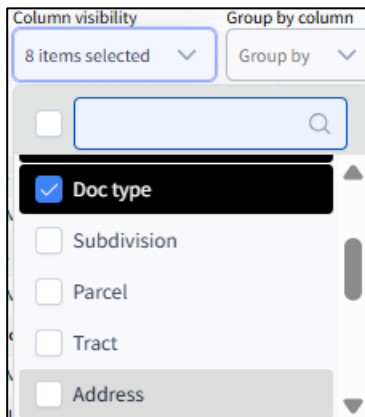 Column visibility Group by column
8 items selected Group by
Doc type
Subdivision
Parcel
Tract
Address